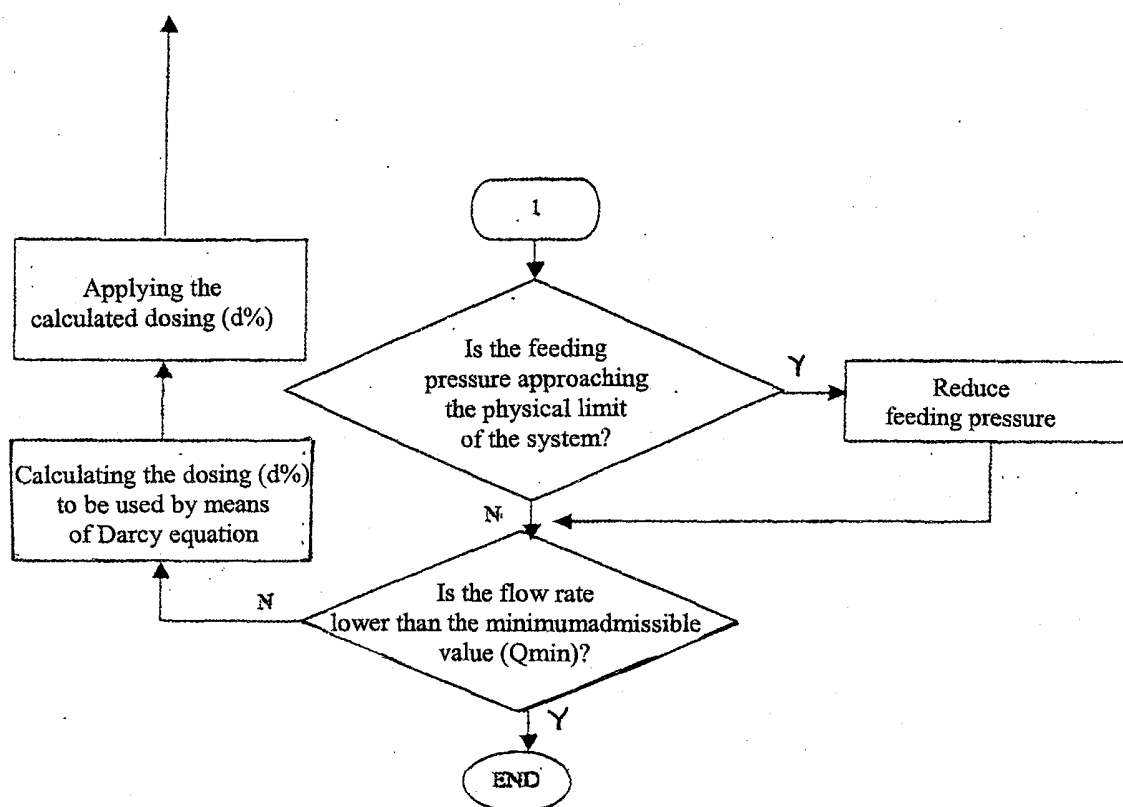 1
Applying the
calculated dosing (d%)
Is the feeding
pressure approaching
the physical limit
of the system?
Y
Reduce
feeding pressure
Calculating the dosing (d%)
to be used by means
of Darcy equation
N
N
Is the flow rate
lower than the minimumadmissible
value (Qmin)?
Y
END